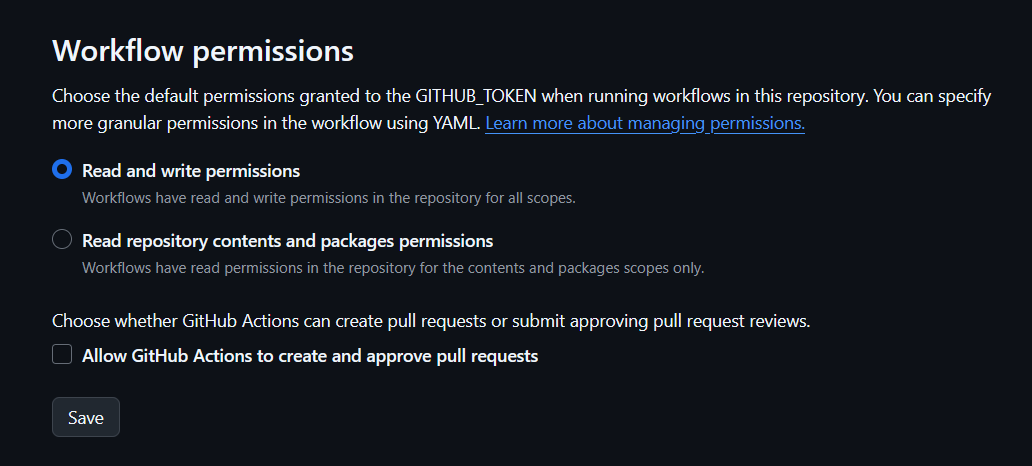 Workflow permissions
Choose the default permissions granted to the GITHUB_TOKEN when running workflows in this repository. You can specify
more granular permissions in the workflow using YAML. Learn more about managing permissions.
Read and write permissions
Workflows have read and write permissions in the repository for all scopes.
Read repository contents and packages permissions
Workflows have read permissions in the repository for the contents and packages scopes only.
Choose whether GitHub Actions can create pull requests or submit approving pull request reviews.
Allow GitHub Actions to create and approve pull requests
Save